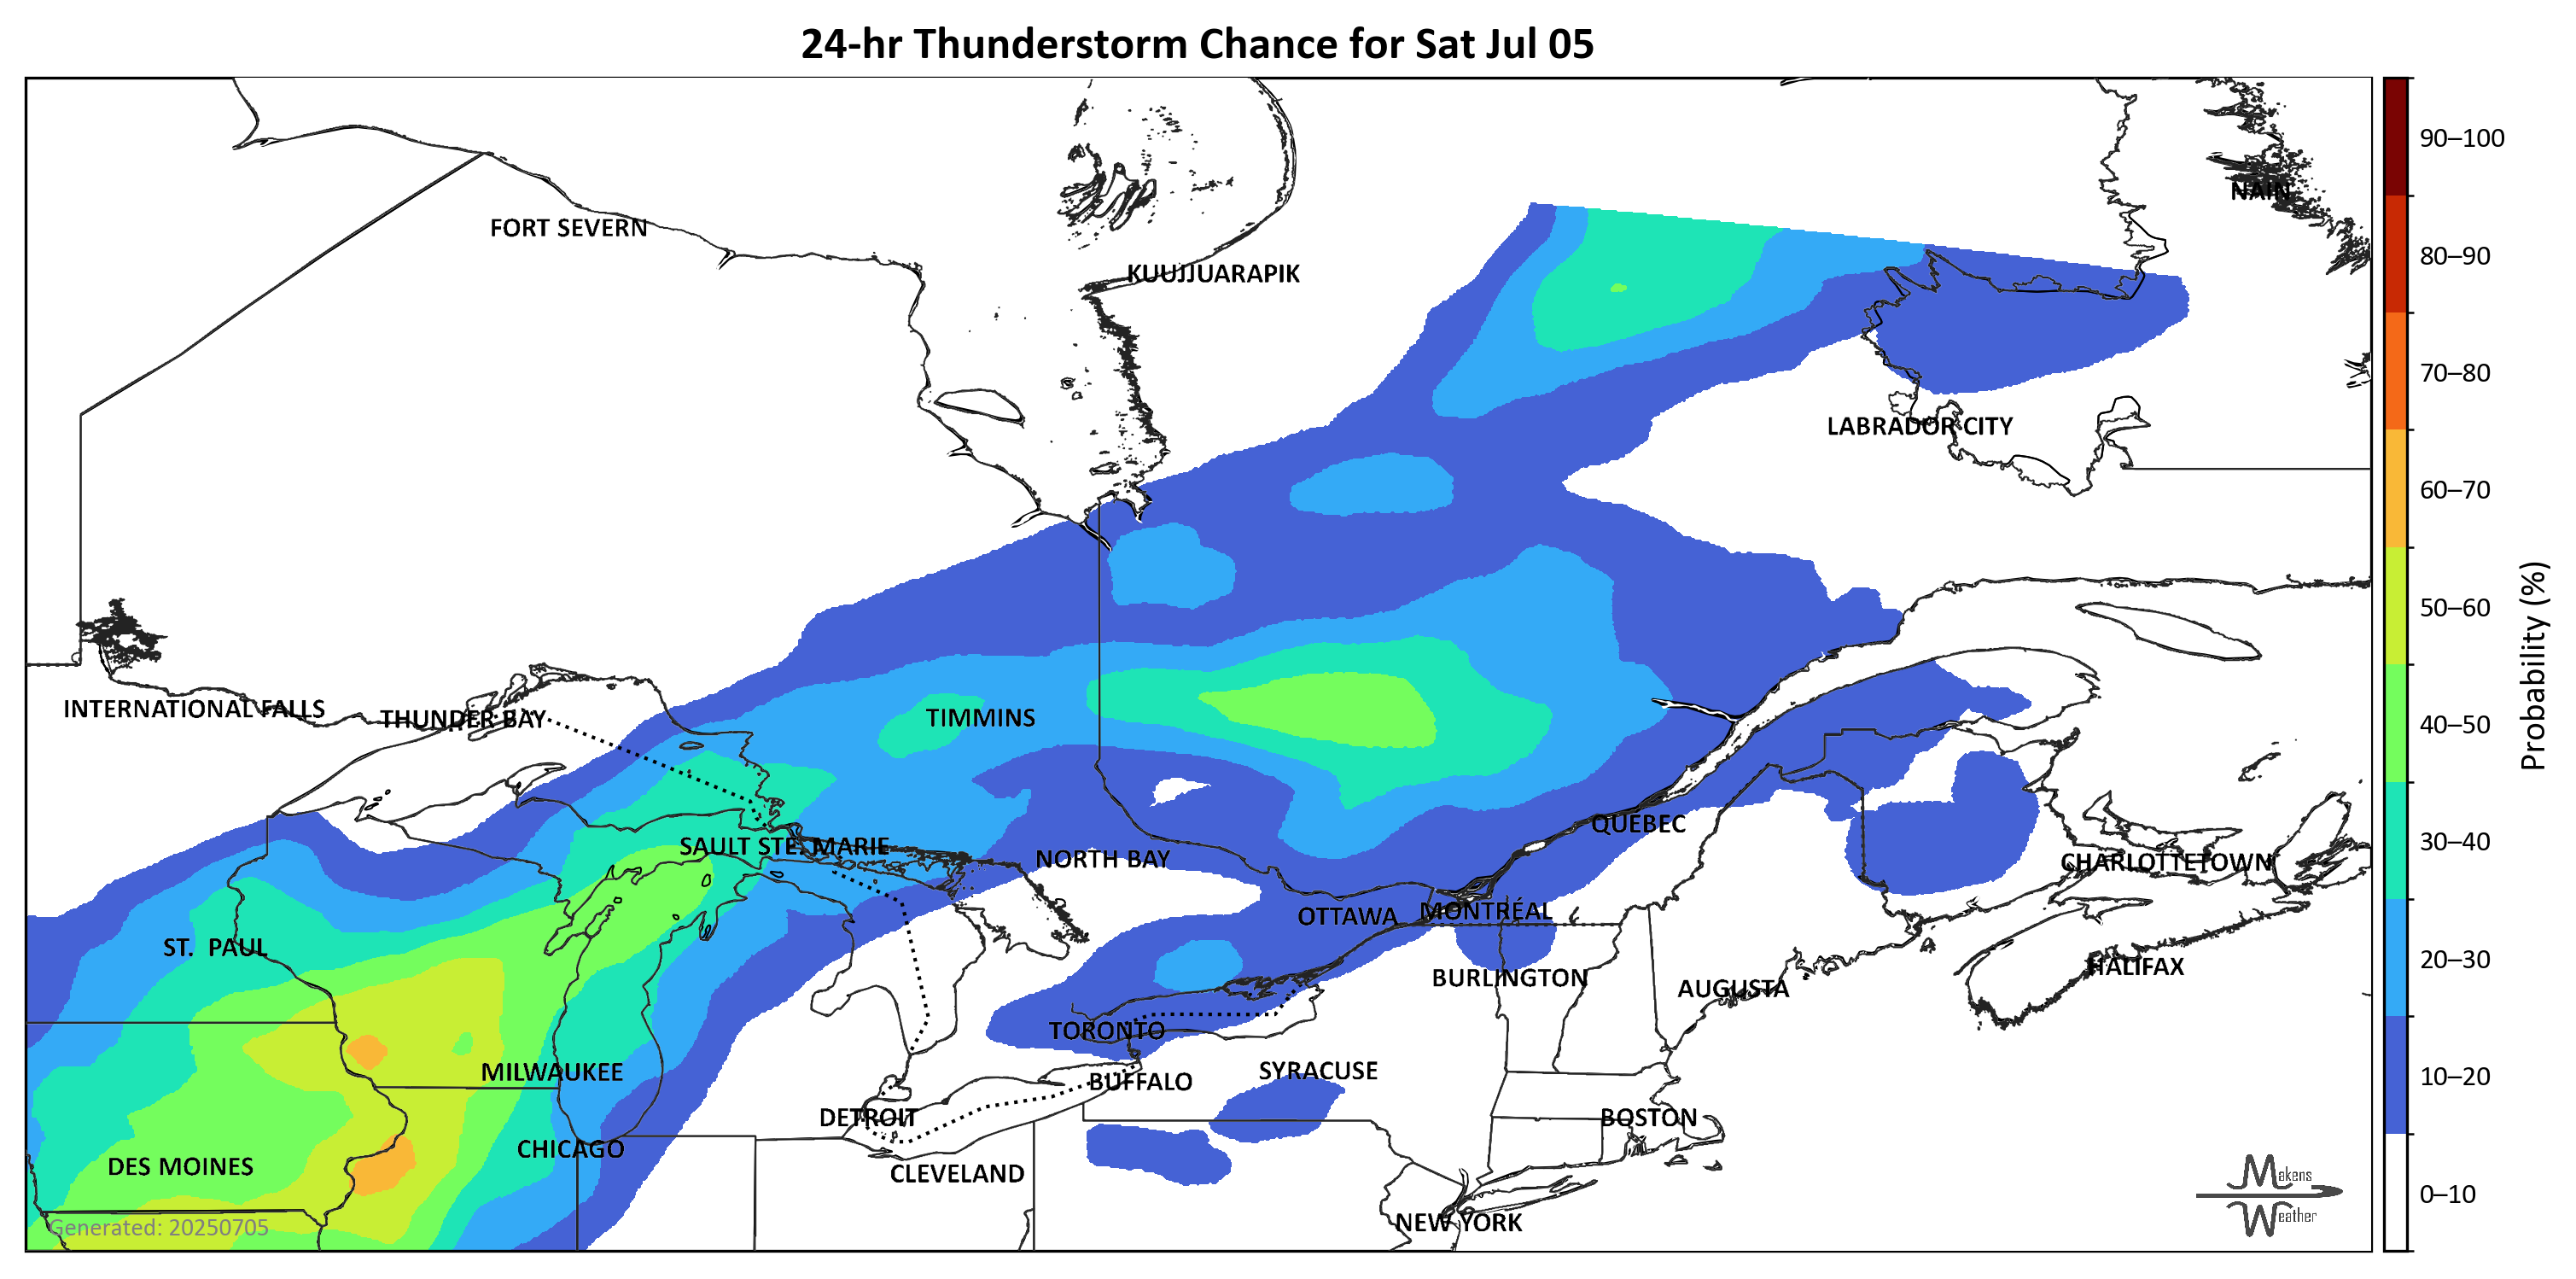 24-hr Thunderstorm Chance for Sat Jul 05
90–100
NAIN
FORT SEVERN
80–90
KUUJJUARAPIK
70–80
LABRADOR CITY
60–70
50–60
INTERNATIONAL FALLS
THUNDER BAY
TIMMINS
40–50
Probability (%)
QUEBEC
30–40
SAULT STE. MARIE
NORTH BAY
CHARLOTTETOWN
OTTAWA
MONTRÉAL
ST. PAUL
20–30
HALIFAX
BURLINGTON
AUGUSTA
TORONTO
MILWAUKEE
SYRACUSE
BUFFALO
10–20
DETROIT
BOSTON
CHICAGO
DES MOINES
CLEVELAND
Makens
Weather
0–10
NEW YORK
Generated: 20250705